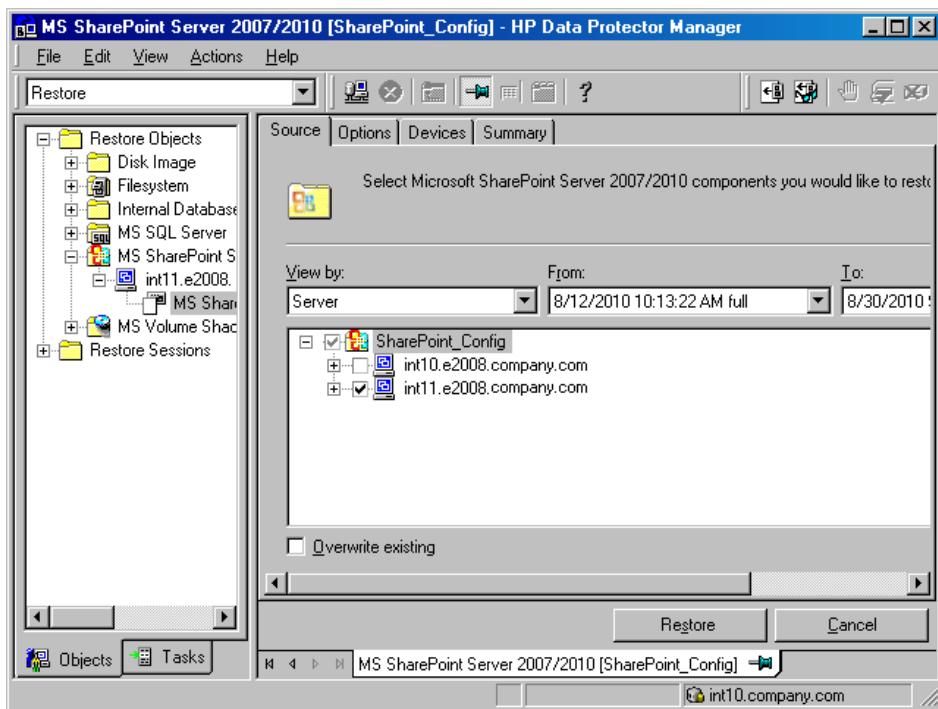 MS SharePoint Server 2007/2010 [SharePoint_Config] - HP Data Protector Manager
File Edit View Actions Help
Restore
Restore Objects
Disk Image
Filesystem
Internal Database
MS SQL Server
MS SharePoint S
int11.e2008.
MS Shar
MS Volume Shad
Restore Sessions
Objects Tasks
Source Options Devices Summary
Select Microsoft SharePoint Server 2007/2010 components you would like to resto
View by: From: To:
Server 8/12/2010 10:13:22 AM full 8/30/2010
SharePoint_Config
int10.e2008.company.com
int11.e2008.company.com
Overwrite existing
Restore Cancel
MS SharePoint Server 2007/2010 [SharePoint_Config]
int10.company.com